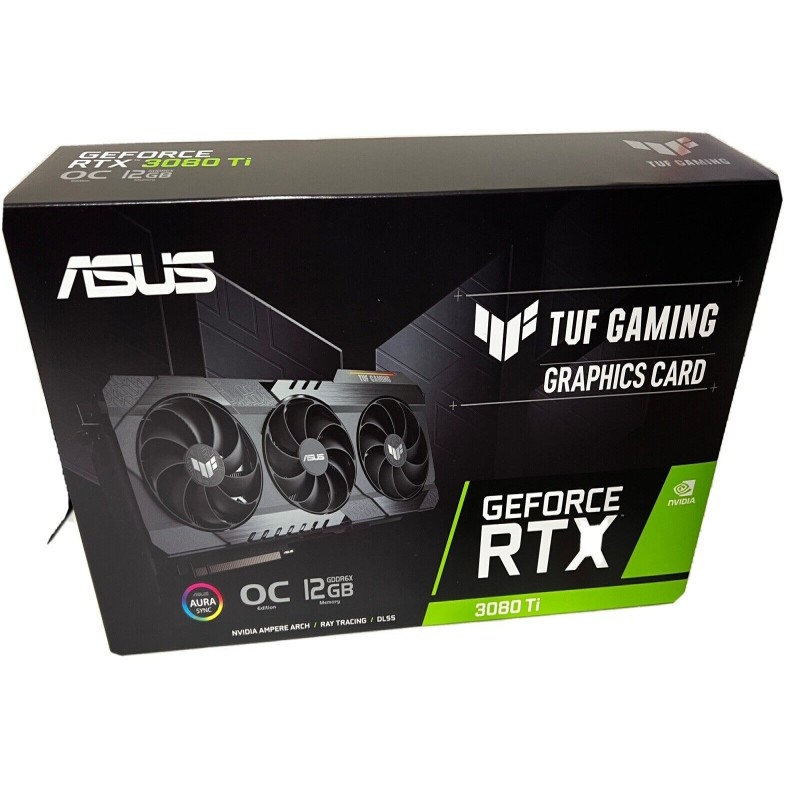 GEFORCE
RTX 3080 Ti
OC 12GB
TUF GAMING
ASUS
TUF GAMING
GRAPHICS CARD
TUF GAMING
ASUS
ASUS
AURA
SYNC
OC
Edition
12GB
GDDR6X
Memory
NVIDIA AMPERE ARCH / RAY TRACING / DLSS
GEFORCE
RTX
3080 Ti
NVIDIA